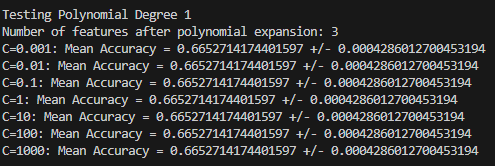 Testing Polynomial Degree 1
Number of features after polynomial expansion: 3
C=0.001: Mean Accuracy = 0.6652714174401597 +/- 0.0004286012700453194
C=0.01: Mean Accuracy = 0.6652714174401597 +/- 0.0004286012700453194
C=0.1: Mean Accuracy = 0.6652714174401597 +/- 0.0004286012700453194
C=1: Mean Accuracy = 0.6652714174401597 +/- 0.0004286012700453194
C=10: Mean Accuracy = 0.6652714174401597 +/- 0.0004286012700453194
C=100: Mean Accuracy = 0.6652714174401597 +/- 0.0004286012700453194
C=1000: Mean Accuracy = 0.6652714174401597 +/- 0.0004286012700453194